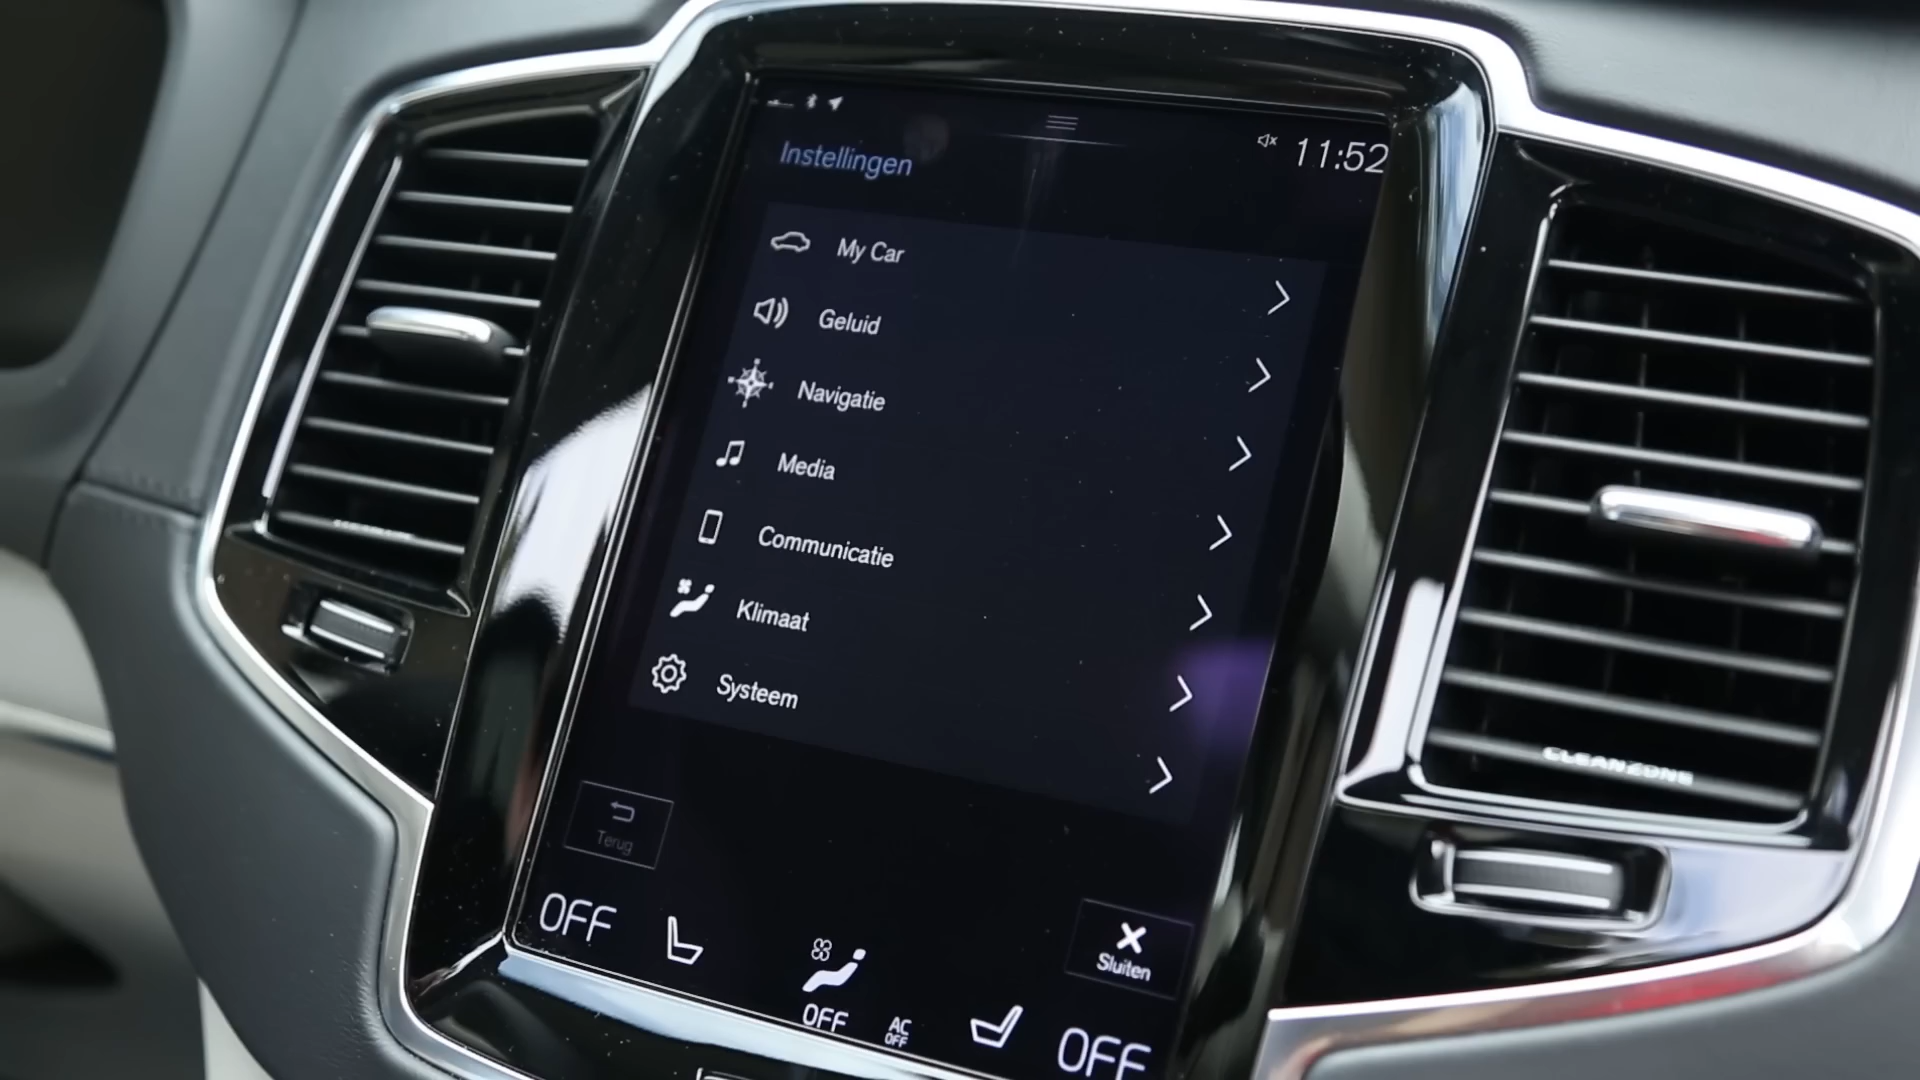 11:52
Instellingen
My Car
Geluid
Navigatie
Media
Communicatie
Klimaat
Systeem
CLEANZONE
Terug
Sluiten
OFF
OFF
AC
OFF
OFF